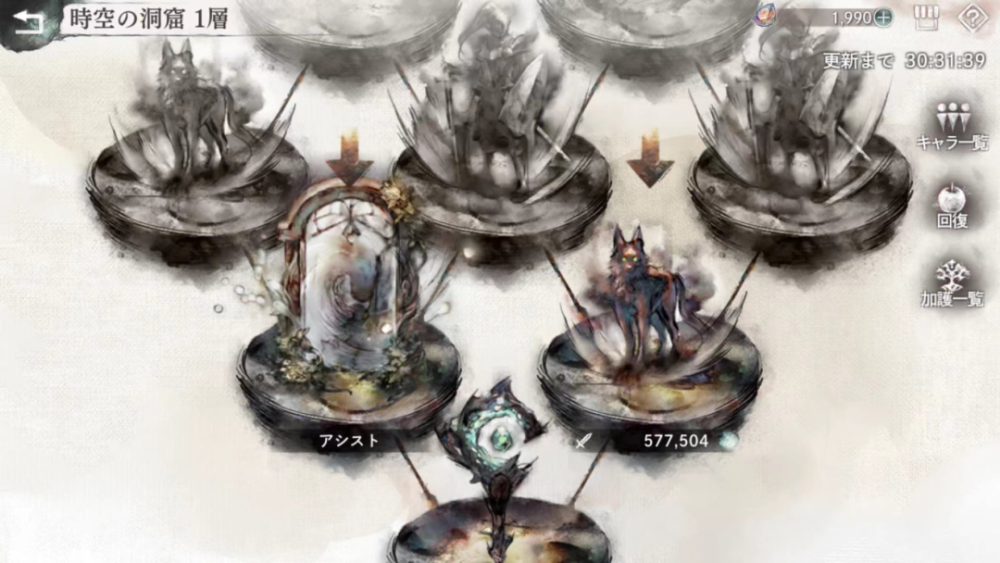 時空の洞窟 1層
1,990
更新まで 30:31:39
キャラ一覧
回復
加護一覧
アシスト
577,504